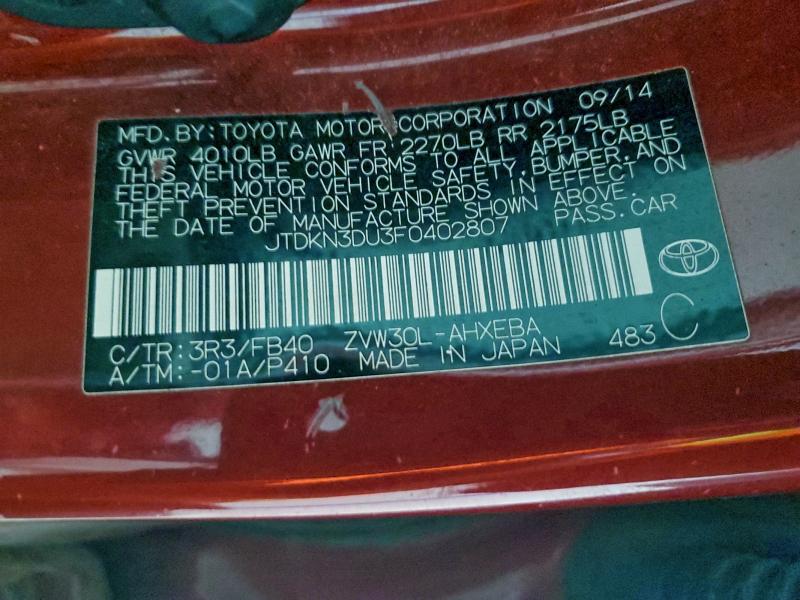 MFD. BY: TOYOTA MOTOR CORPORATION 09/14
GVWR 4010LB GAWR FR 2270LB RR 2175LB
THIS VEHICLE CONFORMS TO ALL APPLICABLE
FEDERAL MOTOR VEHICLE SAFETY, BUMPER, AND
THEFT PREVENTION STANDARDS IN EFFECT ON
THE DATE OF MANUFACTURE SHOWN ABOVE.
JTDKN3DU3F0402807 PASS. CAR
C/TR: 3R3/FB40 ZVW30L-AHXEBA
A/TM: -01A/P410 MADE IN JAPAN 483 C